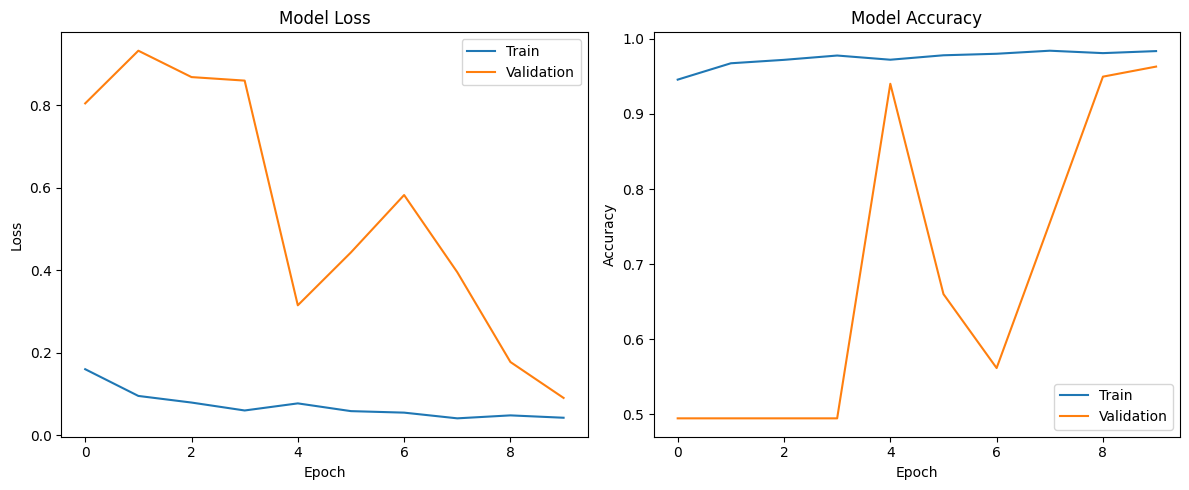 Model Loss
Train
Validation
0.8
0.6
0.4
0.2
0.0
Loss
0 2 4 6 8
Epoch
Model Accuracy
1.0
0.9
0.8
0.7
0.6
0.5
Accuracy
Train
Validation
0 2 4 6 8
Epoch